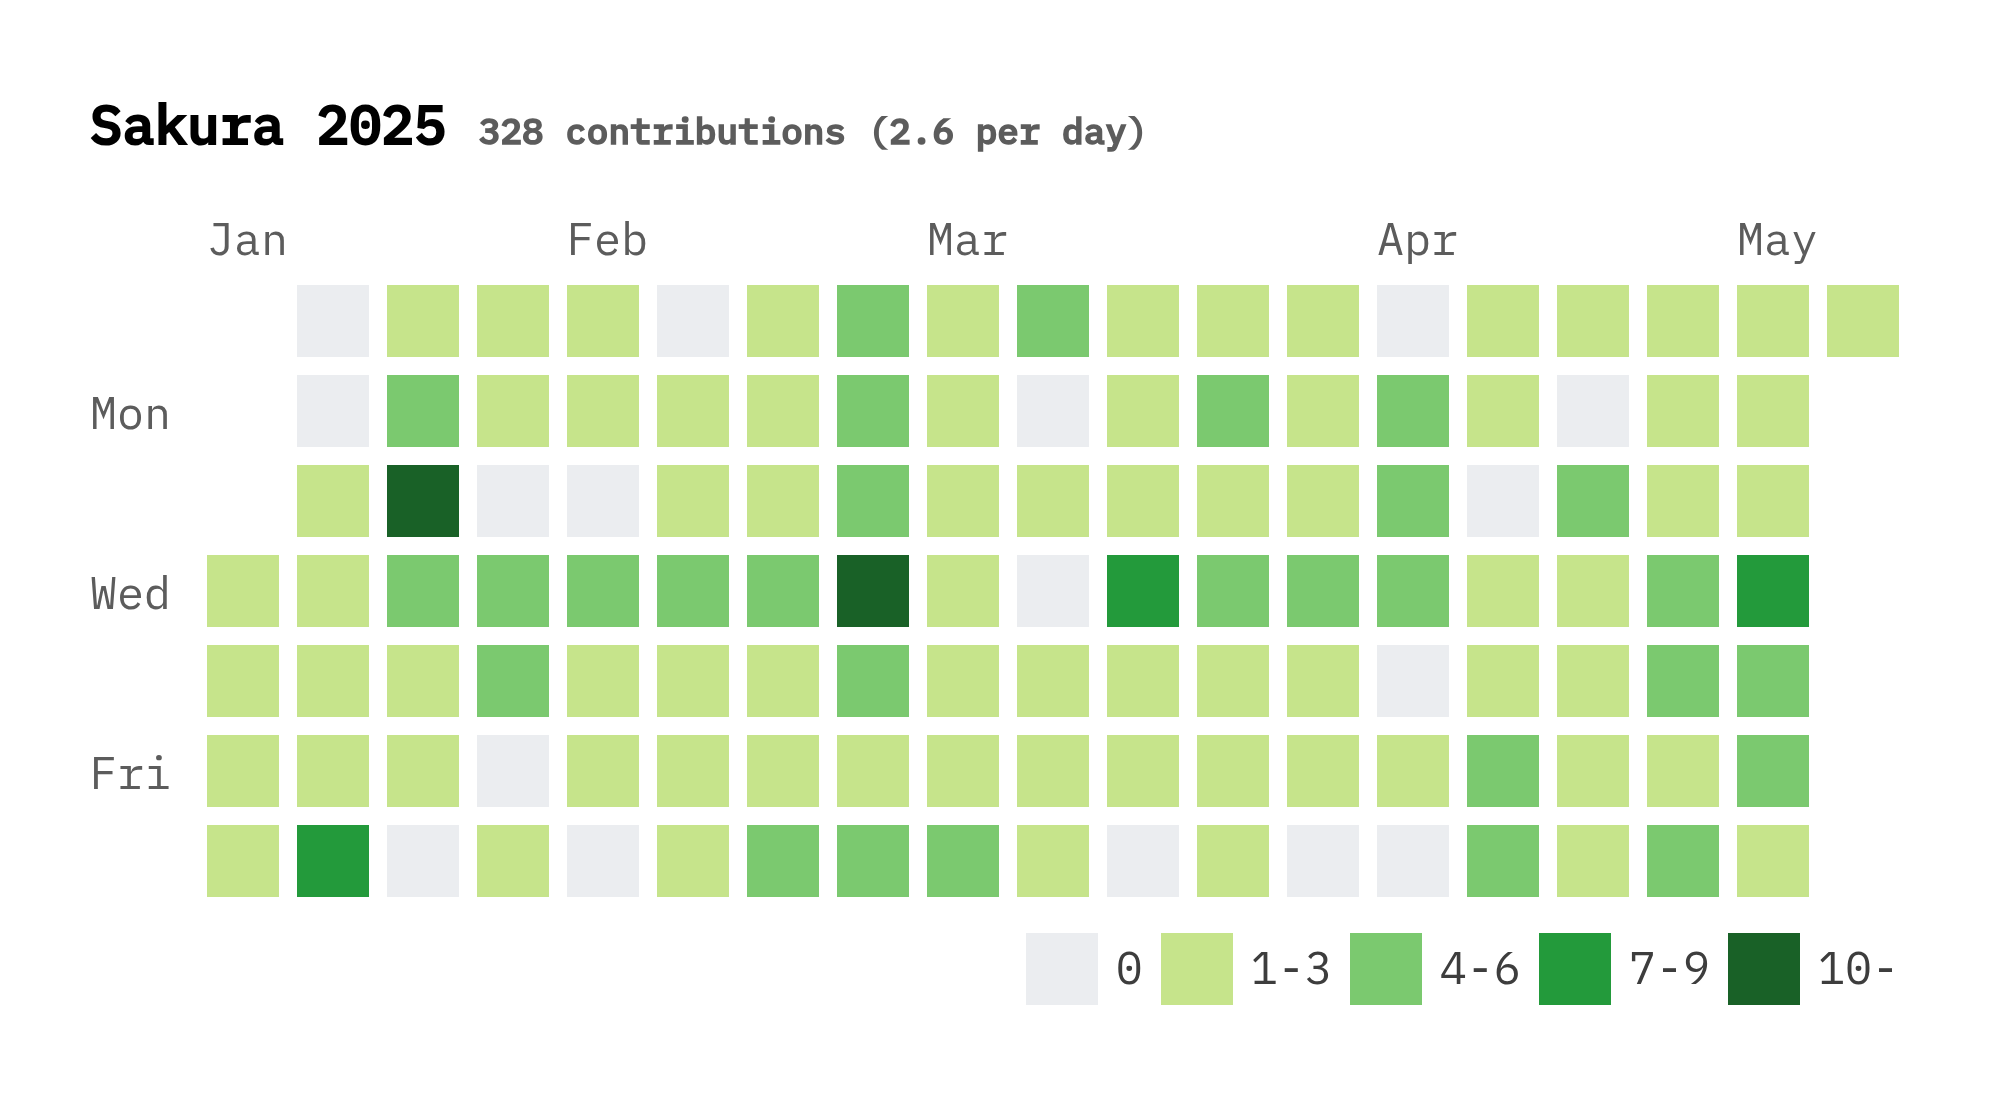 Sakura 2025 328 contributions (2.6 per day)
Jan Feb Mar Apr May
Mon
Wed
Fri
0 1-3 4-6 7-9 10-